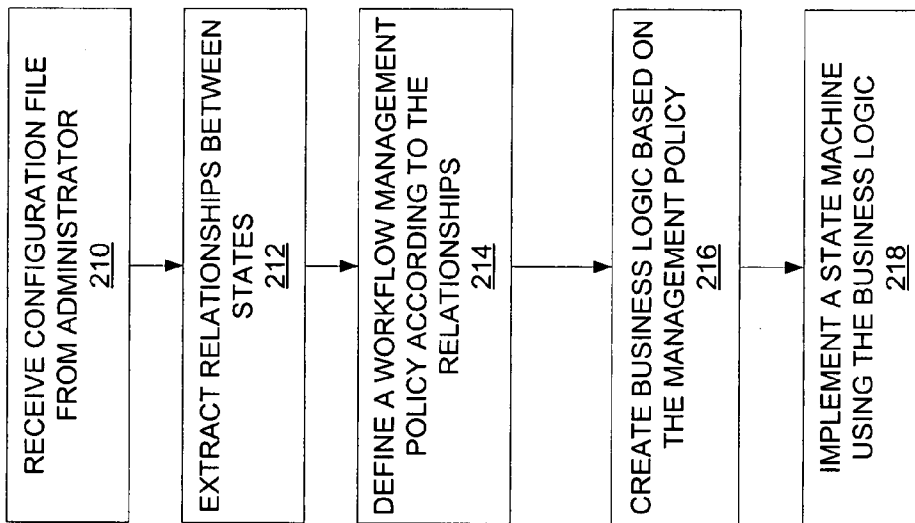 RECEIVE CONFIGURATION FILE
FROM ADMINISTRATOR
210
EXTRACT RELATIONSHIPS BETWEEN
STATES
212
DEFINE A WORKFLOW MANAGEMENT
POLICY ACCORDING TO THE
RELATIONSHIPS
214
CREATE BUSINESS LOGIC BASED ON
THE MANAGEMENT POLICY
216
IMPLEMENT A STATE MACHINE
USING THE BUSINESS LOGIC
218